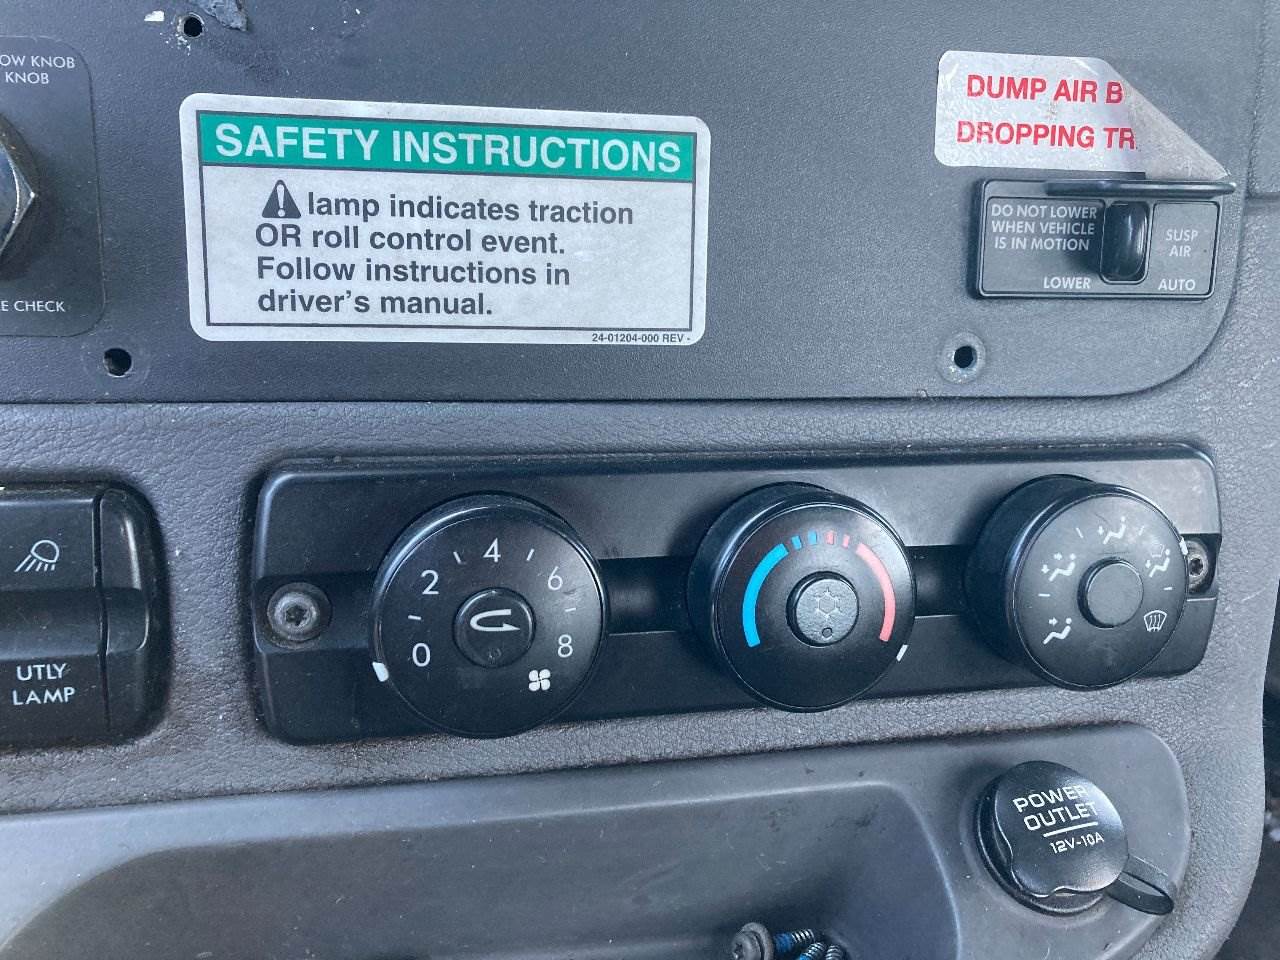 OW KNOB
KNOB
E CHECK
SAFETY INSTRUCTIONS
lamp indicates traction
OR roll control event.
Follow instructions in
driver's manual.
24-01204-000 REV -
DUMP AIR B
DROPPING TR
DO NOT LOWER
WHEN VEHICLE
IS IN MOTION
LOWER
SUSP
AIR
AUTO
UTLY
LAMP
0 2 4 6 8
POWER
OUTLET
12V-10A